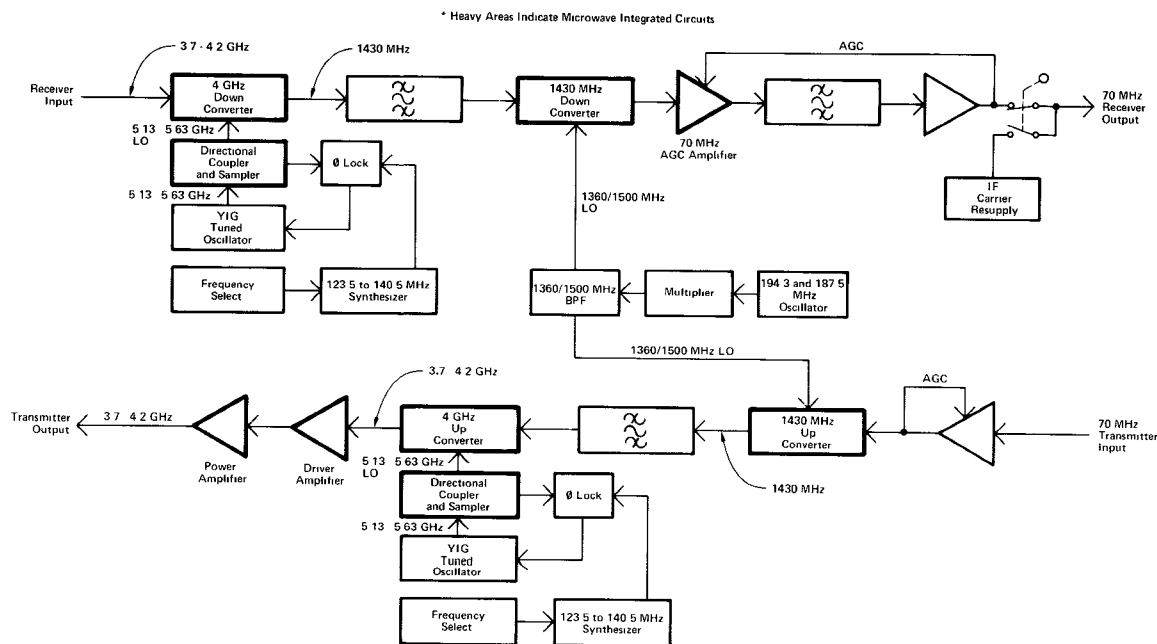 * Heavy Areas Indicate Microwave Integrated Circuits
3 7 - 4 2 GHz
1430 MHz
AGC
Receiver
Input
4 GHz
Down
Converter
1430 MHz
Down
Converter
70 MHz
AGC Amplifier
70 MHz
Receiver
Output
5 13 5 63 GHz
LO
Directional
Coupler
and Sampler
Ø Lock
5 13 5 63 GHz
YIG
Tuned
Oscillator
IF
Carrier
Resupply
1360/1500 MHz
LO
Frequency
Select
123 5 to 140 5 MHz
Synthesizer
1360/1500 MHz
BPF
Multiplier
194 3 and 187 5
MHz
Oscillator
1360/1500 MHz LO
3.7 4 2 GHz
AGC
Transmitter
Output
3 7 4 2 GHz
4 GHz
Up
Converter
1430 MHz
Up
Converter
70 MHz
Transmitter
Input
Power
Amplifier
Driver
Amplifier
5 13 5 63 GHz
LO
1430 MHz
Directional
Coupler
and Sampler
Ø Lock
5 13 5 63 GHz
YIG
Tuned
Oscillator
Frequency
Select
123 5 to 140 5 MHz
Synthesizer